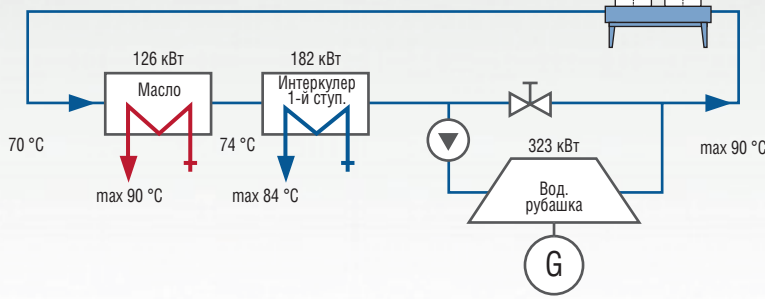 126 кВт
182 кВт
Масло
Интеркулер
1-й ступ.
70 °C
74 °C
323 кВт
max 90 °C
max 90 °C
max 84 °C
Вод.
рубашка
G